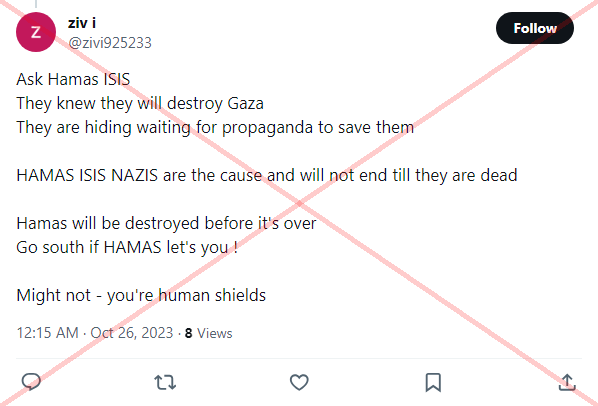 Z
ziv i
@zivi925233
Follow
Ask Hamas ISIS
They knew they will destroy Gaza
They are hiding waiting for propaganda to save them
HAMAS ISIS NAZIS are the cause and will not end till they are dead
Hamas will be destroyed before it's over
Go south if HAMAS let's you !
Might not - you're human shields
12:15 AM · Oct 26, 2023 · 8 Views